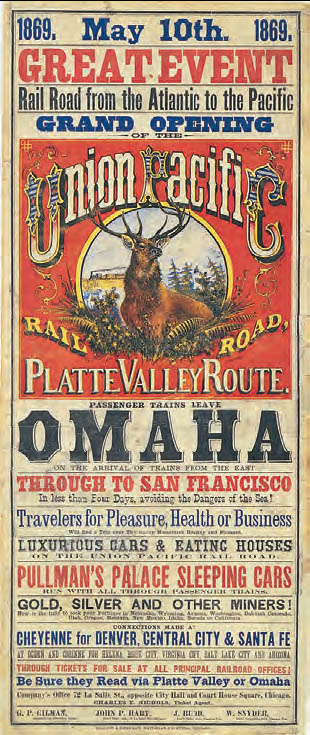 1869. May 10th. 1869.
GREAT EVENT
Rail Road from the Atlantic to the Pacific
GRAND OPENING
OF THE
Union Pacific
RAIL ROAD,
PLATTE VALLEY ROUTE.
PASSENGER TRAINS LEAVE
OMAHA
ON THE ARRIVAL OF TRAINS FROM THE EAST
THROUGH TO SAN FRANCISCO
In less than Four Days, avoiding the Dangers of the Sea!
Travelers for Pleasure, Health or Business
Will find a Trip over The Rocky Mountains Healthy and Pleasant.
LUXURIOUS CARS & EATING HOUSES
ON THE UNION PACIFIC RAIL ROAD.
PULLMAN'S PALACE SLEEPING CARS
RUN WITH ALL THROUGH PASSENGER TRAINS.
GOLD, SILVER AND OTHER MINERS!
Now is the time to seek your Fortunes in Nebraska, Wyoming, Arizona, Washington, Dakotah Colorado,
Utah, Oregon, Montana, New Mexico, Idaho, Nevada or California.
CONNECTIONS MADE AT
CHEYENNE for DENVER, CENTRAL CITY & SANTA FE
AT OGDEN AND CORINNE FOR HELENA, BOISE CITY, VIRGINIA CITY, SALT LAKE CITY AND ARIZONA
THROUGH TICKETS FOR SALE AT ALL PRINCIPAL RAILROAD OFFICES!
Be Sure they Read via Platte Valley or Omaha
Company's Office 72 La Salle St., opposite City Hall and Court House Square, Chicago.
CHARLES E. NICHOLS, Ticket Agent.
G. P. GILMAN, JOHN P. HART, J. BUDD, W. SNYDER,